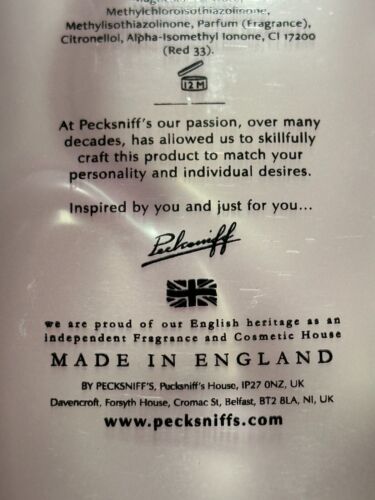 Methylchloroisothiazolinone,
Methylisothiazolinone, Parfum (Fragrance),
Citronellol, Alpha-Isomethyl Ionone, CI 17200
(Red 33).
12 M
At Pecksniff's our passion, over many
decades, has allowed us to skillfully
craft this product to match your
personality and individual desires.
Inspired by you and just for you...
Pecksniff
we are proud of our English heritage as an
independent Fragrance and Cosmetic House
MADE IN ENGLAND
BY PECKSNIFF'S, Pecksniff's House, IP27 0NZ, UK
Davencroft, Forsyth House, Cromac St, Belfast, BT2 8LA, NI, UK
www.pecksniffs.com